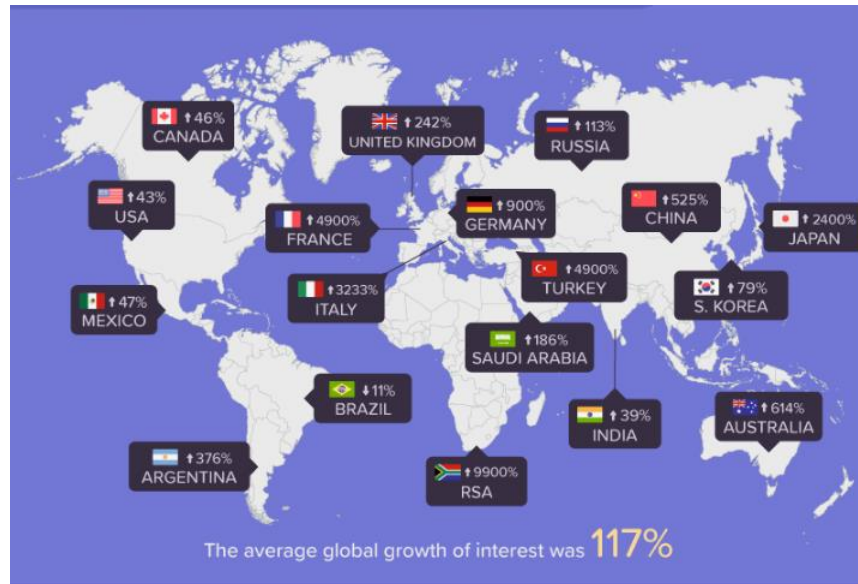 ↑46%
CANADA
↑242%
UNITED KINGDOM
↑113%
RUSSIA
↑43%
USA
↑4900%
FRANCE
↑900%
GERMANY
↑525%
CHINA
↑2400%
JAPAN
↑47%
MEXICO
↑3233%
ITALY
↑4900%
TURKEY
↑79%
S. KOREA
↑186%
SAUDI ARABIA
↓11%
BRAZIL
↑39%
INDIA
↑614%
AUSTRALIA
↑376%
ARGENTINA
↑9900%
RSA
The average global growth of interest was 117%